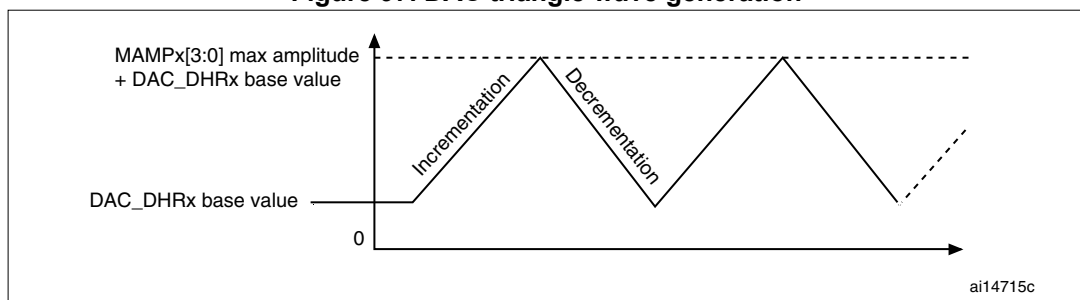 MAMPx[3:0] max amplitude
+ DAC_DHRx base value
Incrementation
Decrementation
DAC_DHRx base value
0
ai14715c